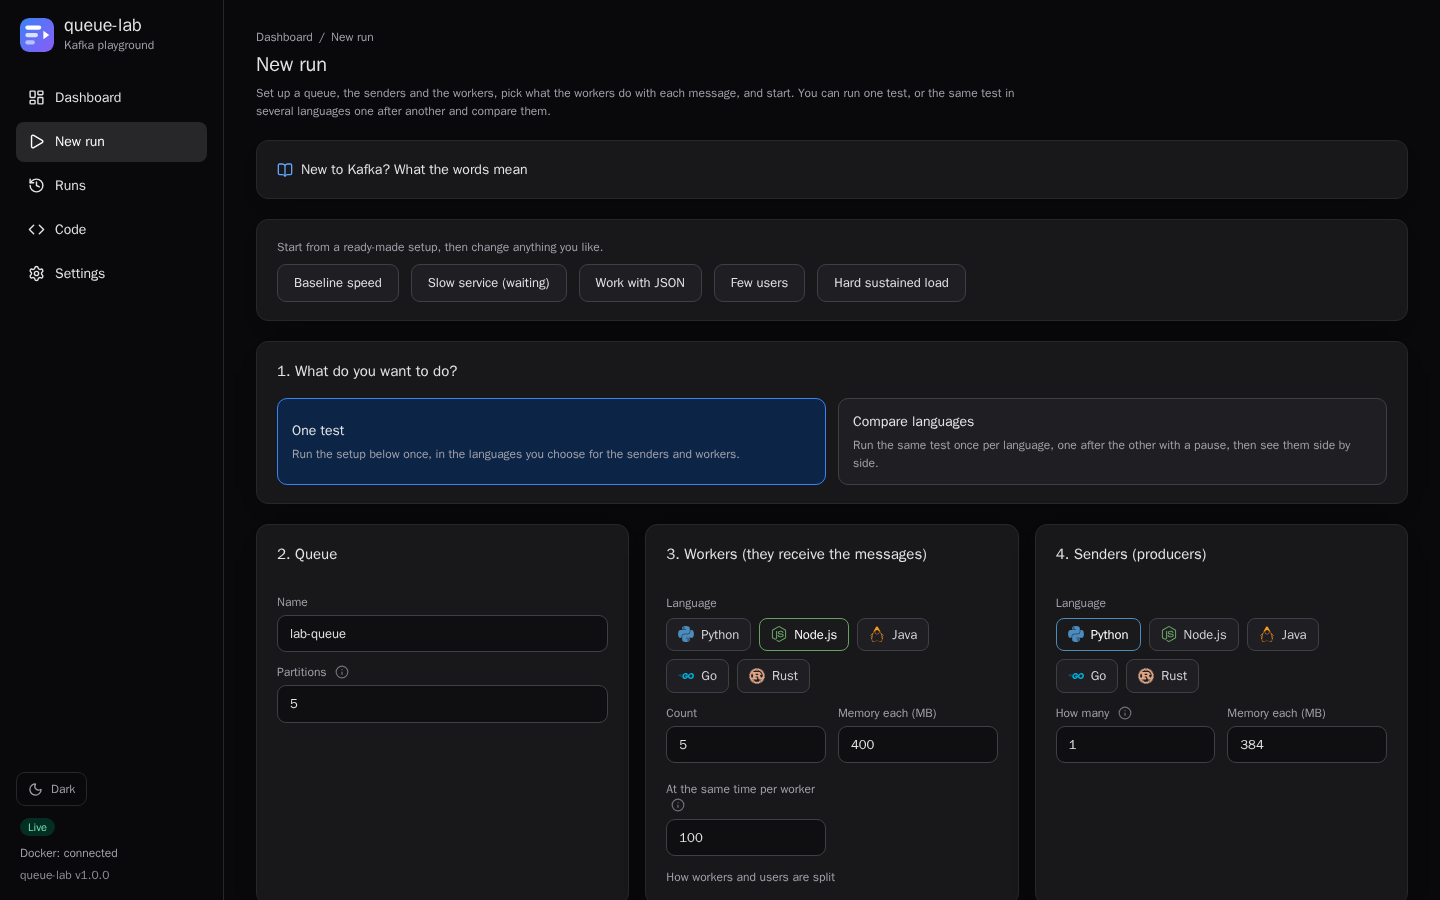 queue-lab
Kafka playground
Dashboard
New run
Runs
Code
Settings
Dark
Live
Docker: connected
queue-lab v1.0.0
Dashboard / New run
New run
Set up a queue, the senders and the workers, pick what the workers do with each message, and start. You can run one test, or the same test in
several languages one after another and compare them.
New to Kafka? What the words mean
Start from a ready-made setup, then change anything you like.
Baseline speed
Slow service (waiting)
Work with JSON
Few users
Hard sustained load
1. What do you want to do?
One test
Run the setup below once, in the languages you choose for the senders and workers.
Compare languages
Run the same test once per language, one after the other with a pause, then see them side by
side.
2. Queue
Name
lab-queue
Partitions
5
3. Workers (they receive the messages)
Language
Python
Node.js
Java
Go
Rust
Count
5
Memory each (MB)
400
At the same time per worker
100
How workers and users are split
4. Senders (producers)
Language
Python
Node.js
Java
Go
Rust
How many
1
Memory each (MB)
384